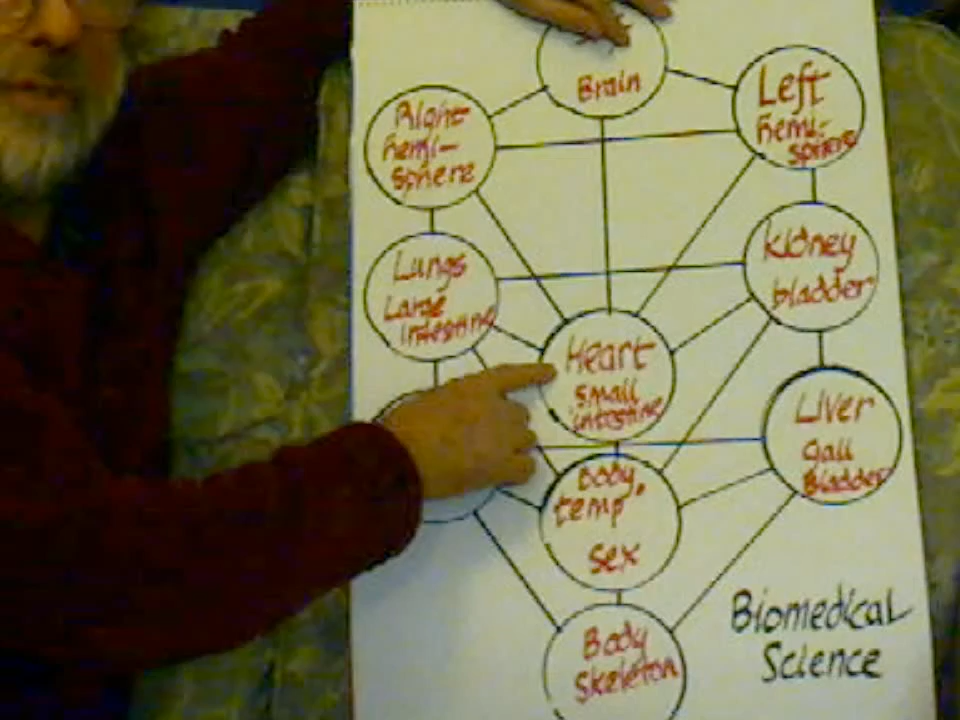 Brain
Left
hemi-
sphere
Right
hemi-
sphere
Lungs
Large
intestine
Kidney
bladder
Heart
small
intestine
Liver
Gall
Bladder
Body
temp.
sex
Body
Skeleton
Biomedical
Science